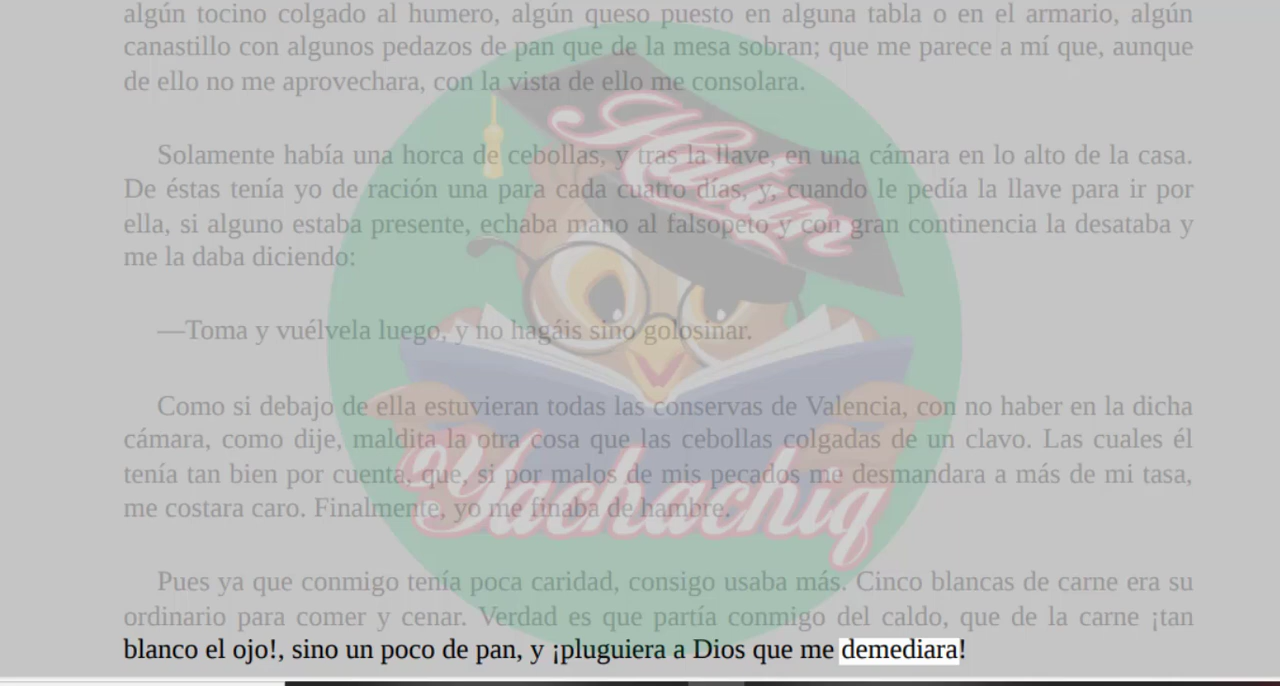 algún tocino colgado al humero, algún queso puesto en alguna tabla o en el armario, algún
canastillo con algunos pedazos de pan que de la mesa sobran; que me parece a mí que, aunque
de ello no me aprovechara, con la vista de ello me consolara.
Solamente había una horca de cebollas, y tras la llave, en una cámara en lo alto de la casa.
De éstas tenía yo de ración una para cada cuatro días, y, cuando le pedía la llave para ir por
ella, si alguno estaba presente, echaba mano al falsopeto y con gran continencia la desataba y
me la daba diciendo:
—Toma y vuélvela luego, y no hagáis sino golosinar.
Como si debajo de ella estuvieran todas las conservas de Valencia, con no haber en la dicha
cámara, como dije, maldita la otra cosa que las cebollas colgadas de un clavo. Las cuales él
tenía tan bien por cuenta, que, si por malos de mis pecados me desmandara a más de mi tasa,
me costara caro. Finalmente, yo me finaba de hambre.
Pues ya que conmigo tenía poca caridad, consigo usaba más. Cinco blancas de carne era su
ordinario para comer y cenar. Verdad es que partía conmigo del caldo, que de la carne ¡tan
blanco el ojo!, sino un poco de pan, y ¡pluguiera a Dios que me demediara!
Hatun
Yachachiq